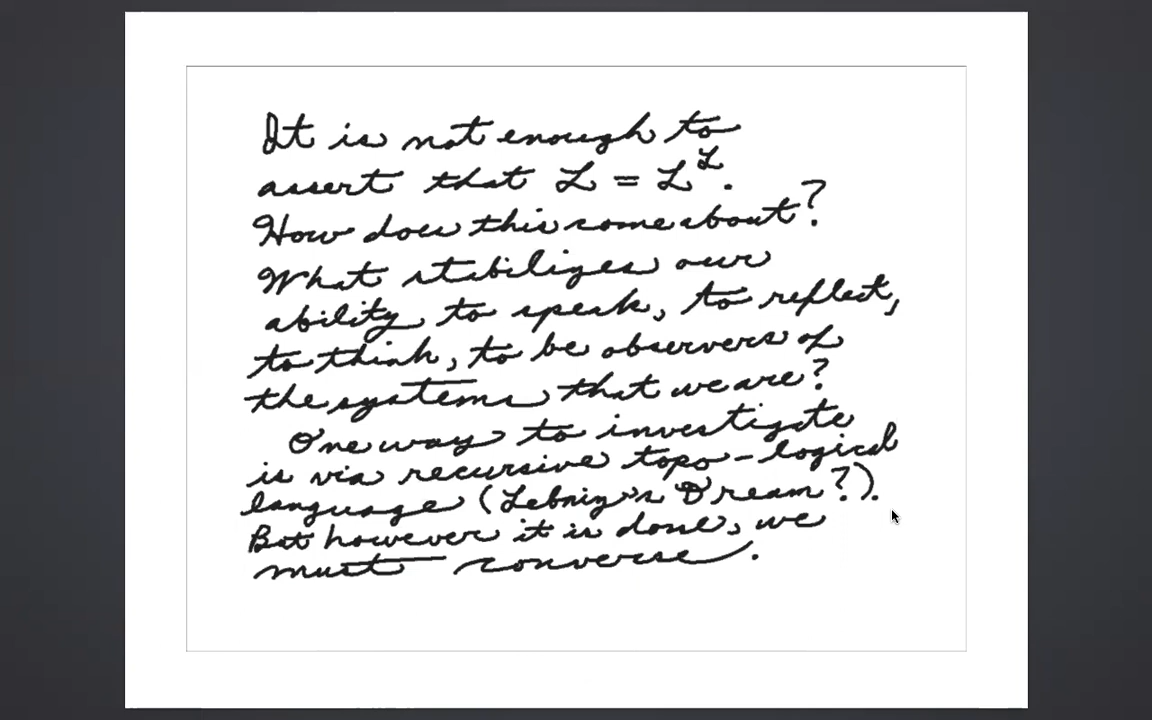 It is not enough to
assert that L = L^L.
How does this come about?
What stabilizes our
ability to speak, to reflect,
to think, to be observers of
the systems that we are?
One way to investigate
is via recursive topo-logical
language (Lebniz's Dream?).
But however it is done, we
must converse.